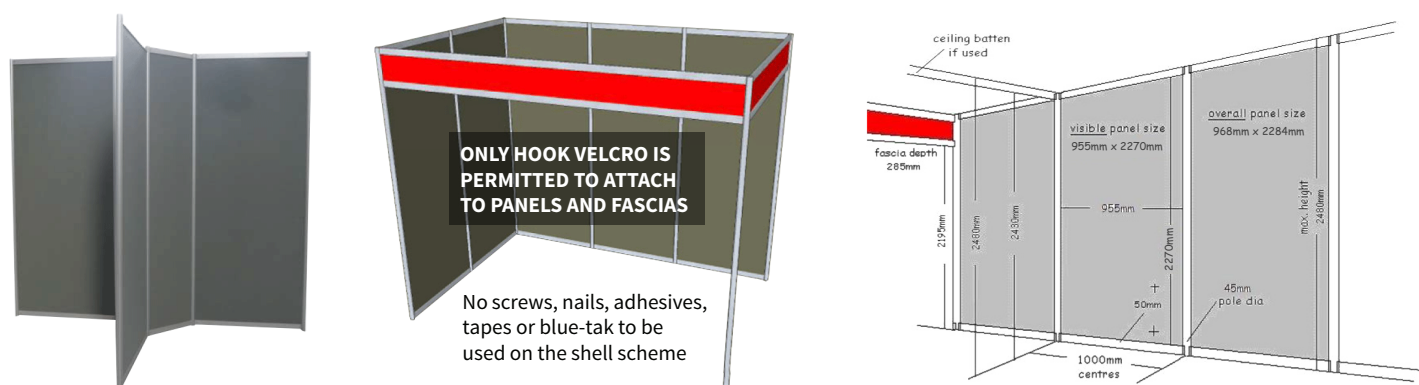 ONLY HOOK VELCRO IS
PERMITTED TO ATTACH
TO PANELS AND FASCIAS
No screws, nails, adhesives,
tapes or blue-tak to be
used on the shell scheme
ceiling batten
if used
fascia depth
285mm
visible panel size
955mm x 2270mm
overall panel size
968mm x 2284mm
2195mm
2480mm
2430mm
955mm
2270mm
max. height
2480mm
50mm
45mm
pole dia
1000mm
centres